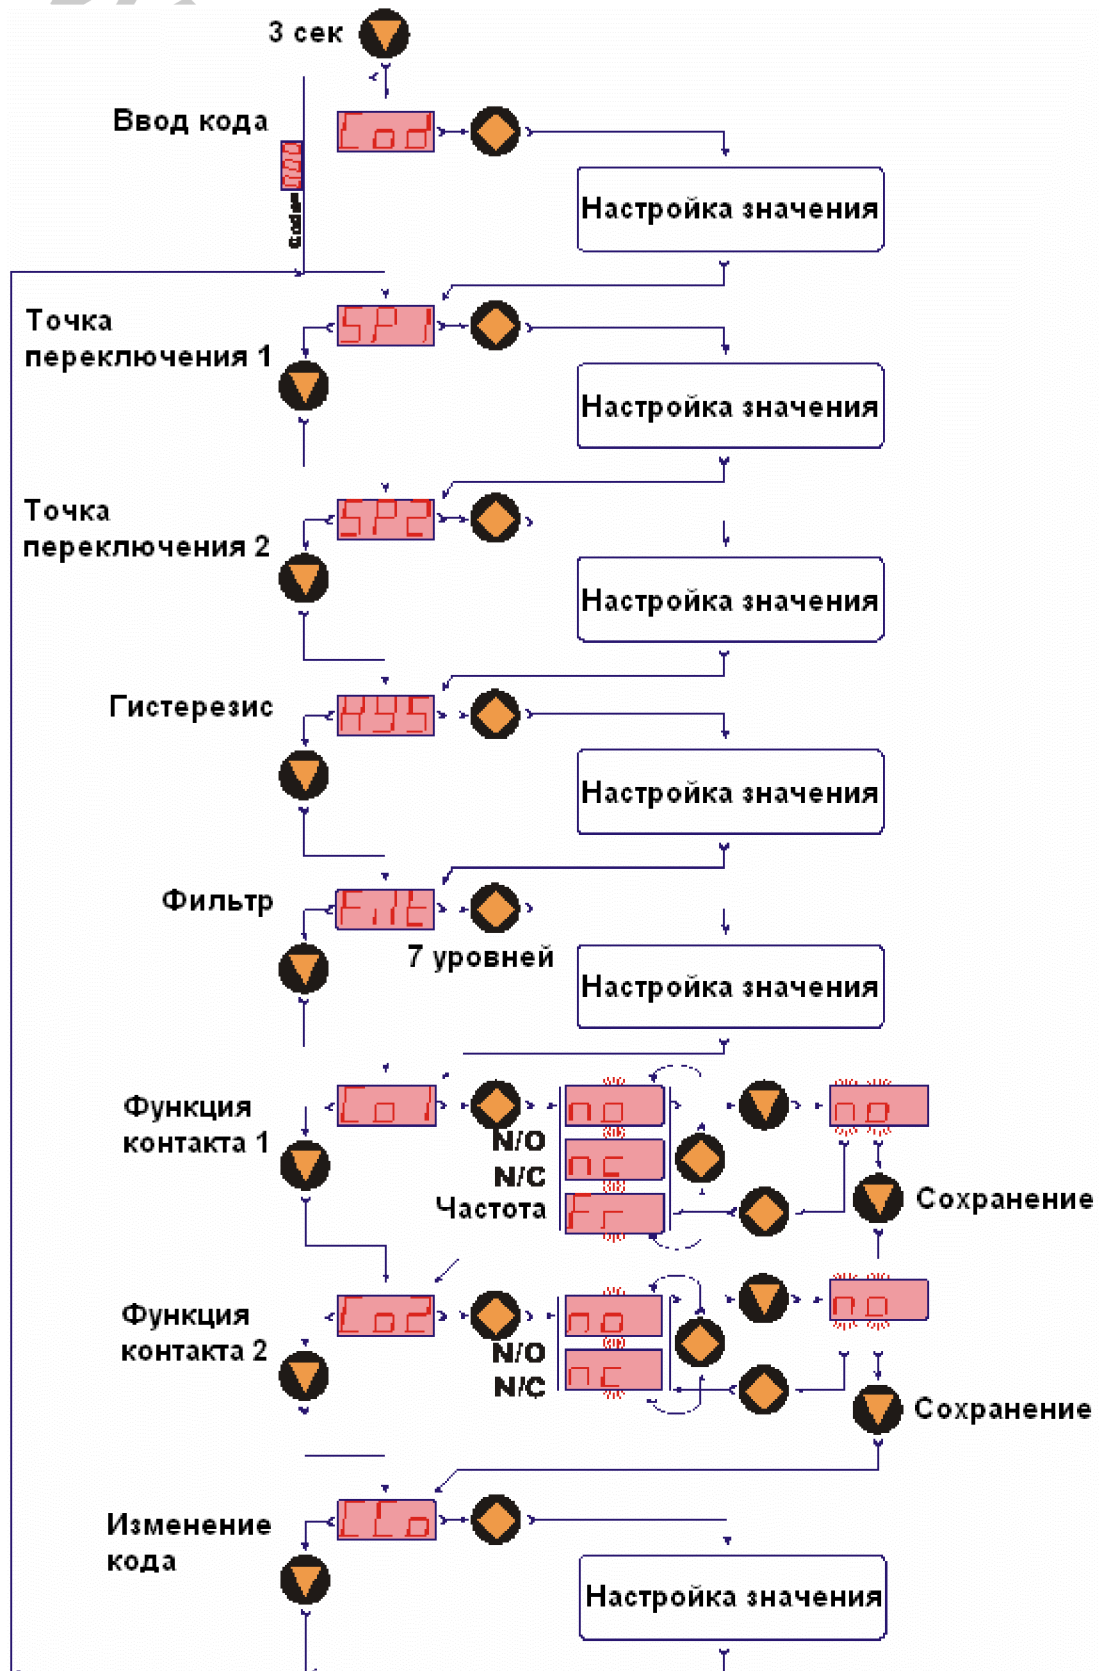 3 сек
Ввод кода
Cod
Code=
Настройка значения
Точка
переключения 1
SP1
Настройка значения
Точка
переключения 2
SP2
Настройка значения
Гистерезис
HYS
Настройка значения
Фильтр
FiLt
7 уровней
Настройка значения
Функция
контакта 1
Co1
no
no
N/O
nc
N/C
Частота
Fr
Сохранение
Функция
контакта 2
Co2
no
no
N/O
nc
N/C
Сохранение
Изменение
кода
CCo
Настройка значения